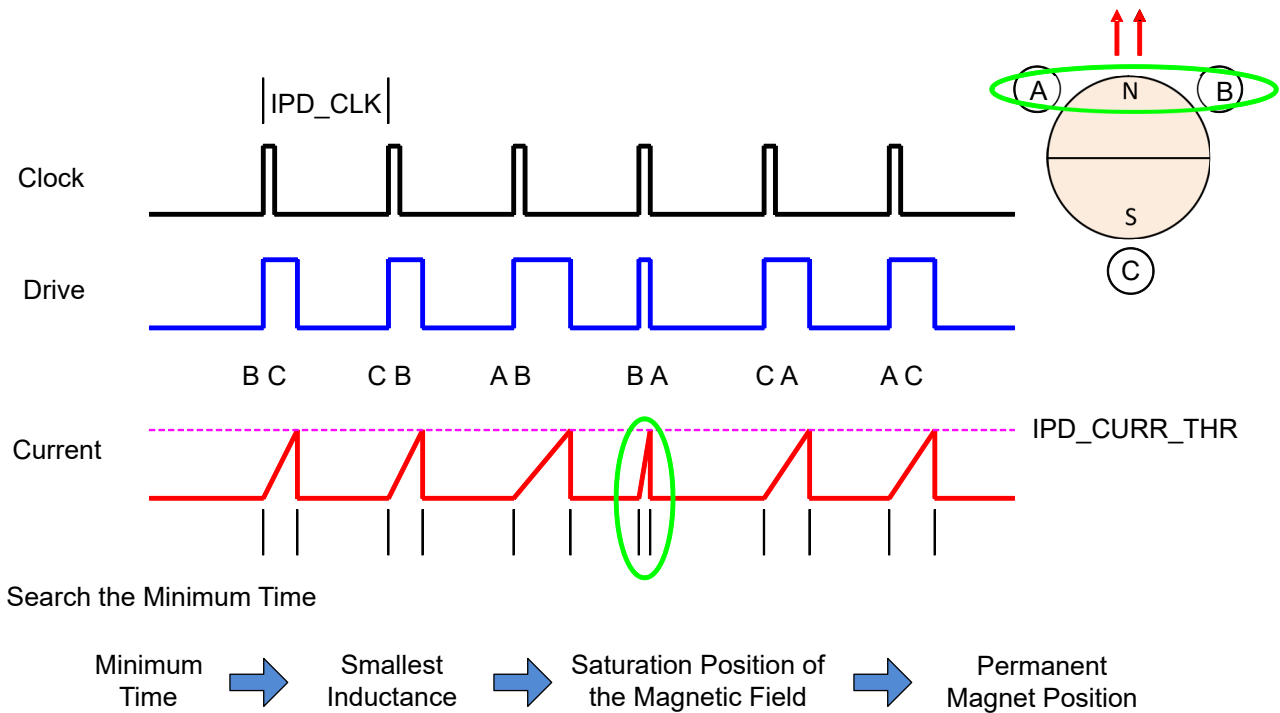 IPD_CLK
A
N
B
Clock
S
C
Drive
B C
C B
A B
B A
C A
A C
IPD_CURR_THR
Current
Search the Minimum Time
Minimum
Time
Smallest
Inductance
Saturation Position of
the Magnetic Field
Permanent
Magnet Position